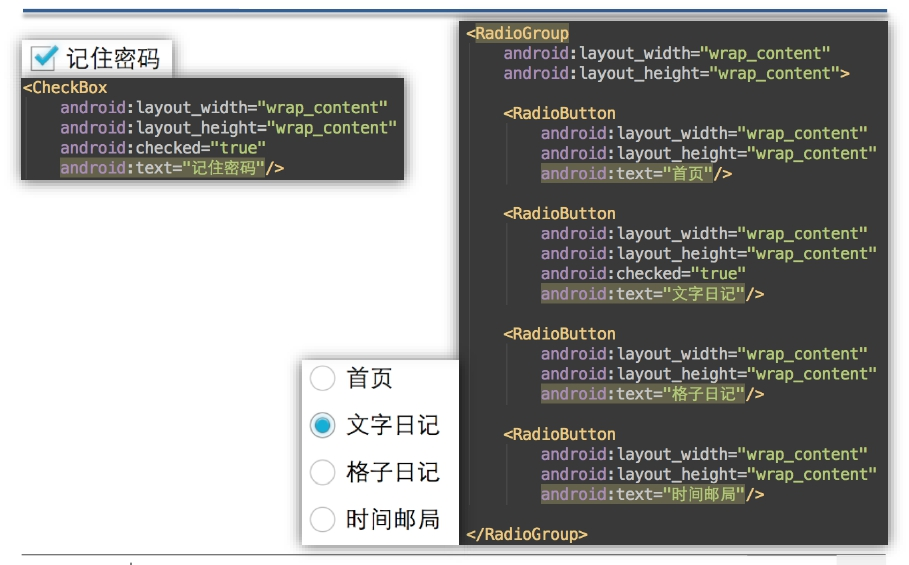 记住密码
<CheckBox
android:layout_width="wrap_content"
android:layout_height="wrap_content"
android:checked="true"
android:text="记住密码"/>
<RadioGroup
android:layout_width="wrap_content"
android:layout_height="wrap_content">
<RadioButton
android:layout_width="wrap_content"
android:layout_height="wrap_content"
android:text="首页"/>
<RadioButton
android:layout_width="wrap_content"
android:layout_height="wrap_content"
android:checked="true"
android:text="文字日记"/>
<RadioButton
android:layout_width="wrap_content"
android:layout_height="wrap_content"
android:text="格子日记"/>
<RadioButton
android:layout_width="wrap_content"
android:layout_height="wrap_content"
android:text="时间邮局"/>
</RadioGroup>
首页
文字日记
格子日记
时间邮局